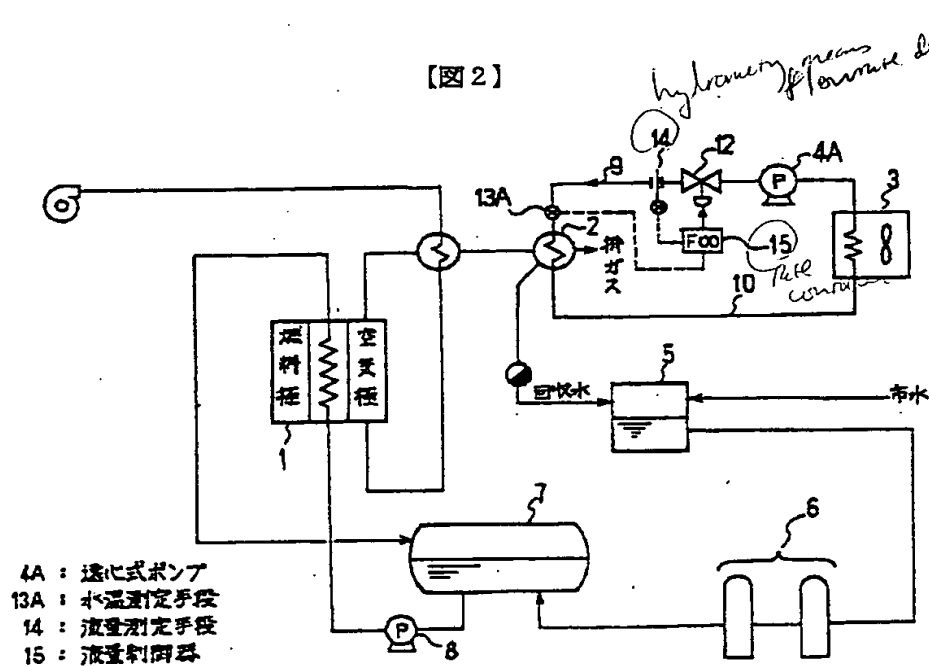 【図2】
hydrometry means
flowrate
14
12
4A
9
3
13A
2
P
排ガス
FCO
15
10
燃料極
空気極
5
回収水
市水
1
7
6
4A : 遠心式ポンプ
13A : 水温測定手段
14 : 流量測定手段
15 : 流量制御器
P
8